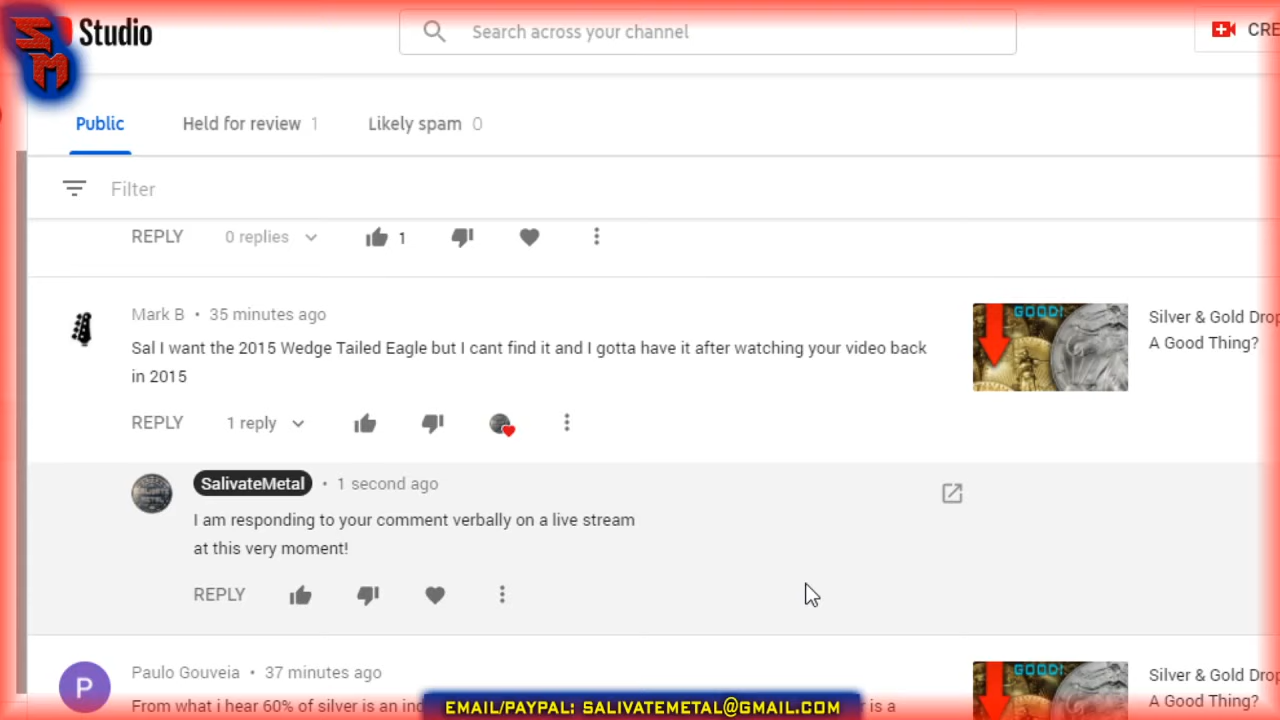 SM
Studio
Search across your channel
CRE
Public
Held for review 1
Likely spam 0
Filter
REPLY
0 replies
1
Mark B • 35 minutes ago
Sal I want the 2015 Wedge Tailed Eagle but I cant find it and I gotta have it after watching your video back
in 2015
GOOD!
Silver & Gold Drop
A Good Thing?
REPLY
1 reply
SalivateMetal • 1 second ago
I am responding to your comment verbally on a live stream
at this very moment!
REPLY
P
Paulo Gouveia • 37 minutes ago
From what i hear 60% of silver is an ind
r is a
GOOD!
Silver & Gold Drop
A Good Thing?
EMAIL/PAYPAL: SALIVATEMETAL@GMAIL.COM